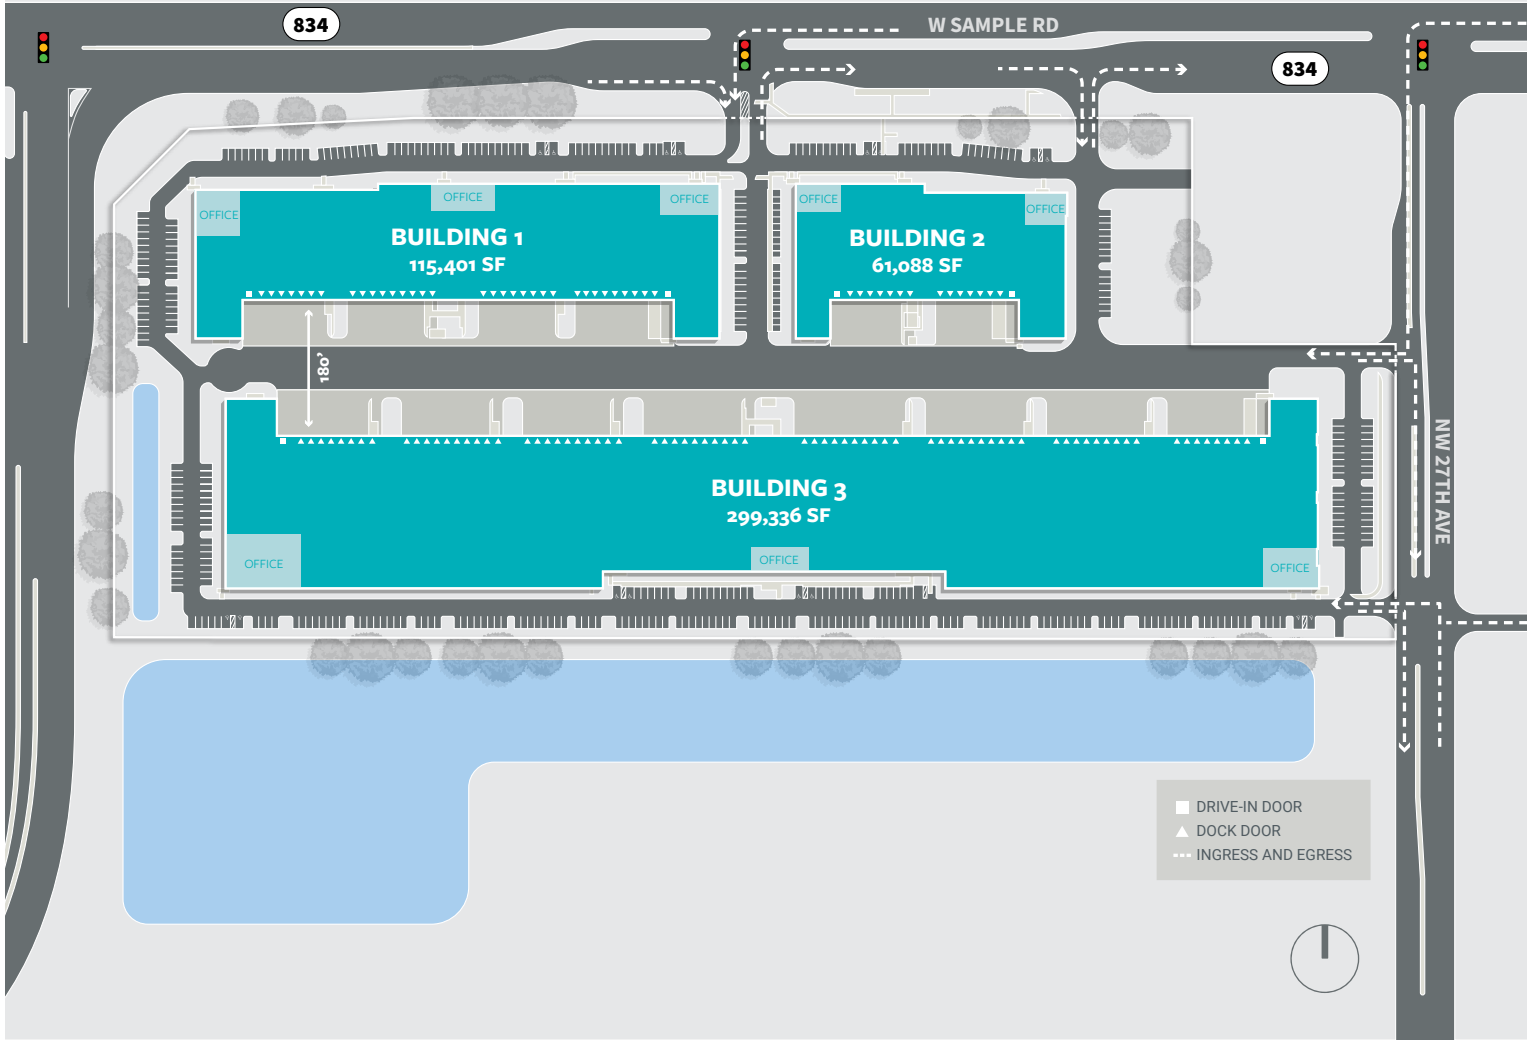 834
W SAMPLE RD
834
OFFICE
OFFICE
OFFICE
BUILDING 1
115,401 SF
OFFICE
OFFICE
BUILDING 2
61,088 SF
180'
BUILDING 3
299,336 SF
OFFICE
OFFICE
OFFICE
NW 27TH AVE
DRIVE-IN DOOR
DOCK DOOR
INGRESS AND EGRESS